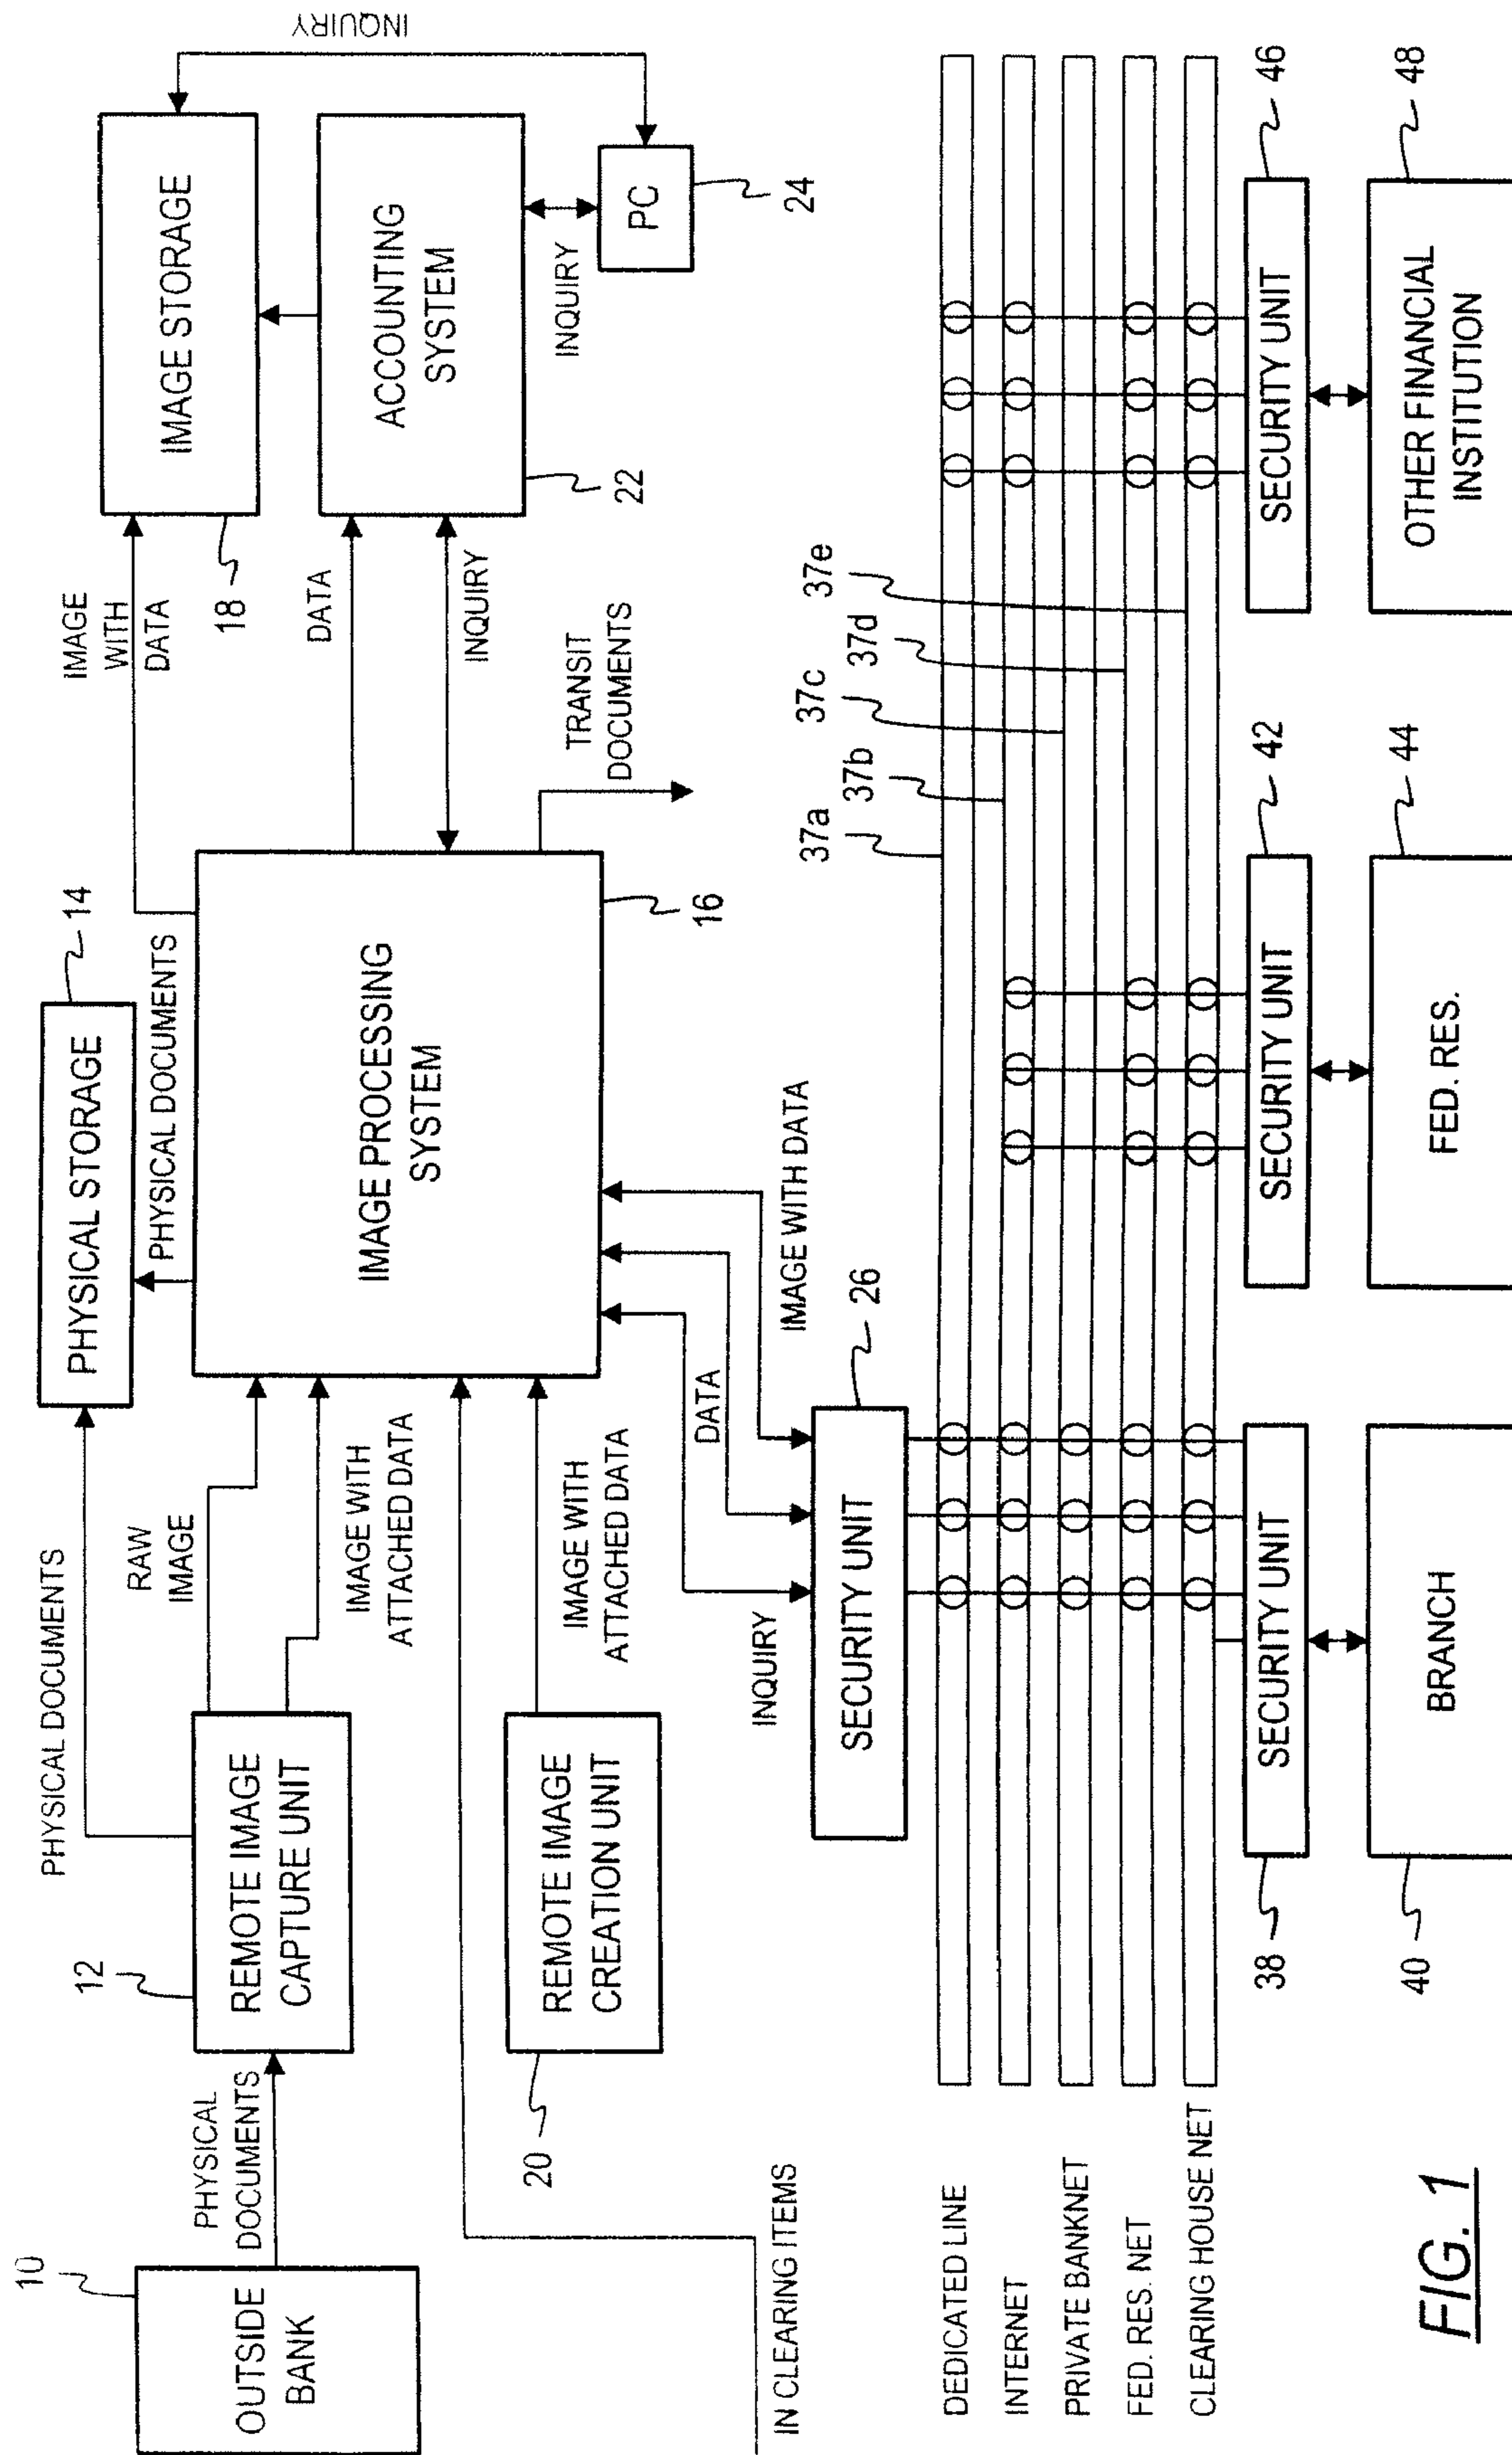 10
OUTSIDE
BANK
PHYSICAL
DOCUMENTS
12
REMOTE IMAGE
CAPTURE UNIT
PHYSICAL DOCUMENTS
RAW
IMAGE
IMAGE WITH
ATTACHED DATA
PHYSICAL STORAGE
14
PHYSICAL DOCUMENTS
IMAGE PROCESSING
SYSTEM
16
IMAGE
WITH
DATA
IMAGE STORAGE
18
INQUIRY
DATA
ACCOUNTING
SYSTEM
22
INQUIRY
INQUIRY
PC
24
TRANSIT
DOCUMENTS
20
REMOTE IMAGE
CREATION UNIT
IMAGE WITH
ATTACHED DATA
IN CLEARING ITEMS
INQUIRY
DATA
IMAGE WITH DATA
SECURITY UNIT
26
37a
37b
37c
37d
37e
DEDICATED LINE
INTERNET
PRIVATE BANKNET
FED. RES. NET
CLEARING HOUSE NET
38
SECURITY UNIT
SECURITY UNIT
42
SECURITY UNIT
46
40
BRANCH
FED. RES.
44
OTHER FINANCIAL
INSTITUTION
48
FIG. 1